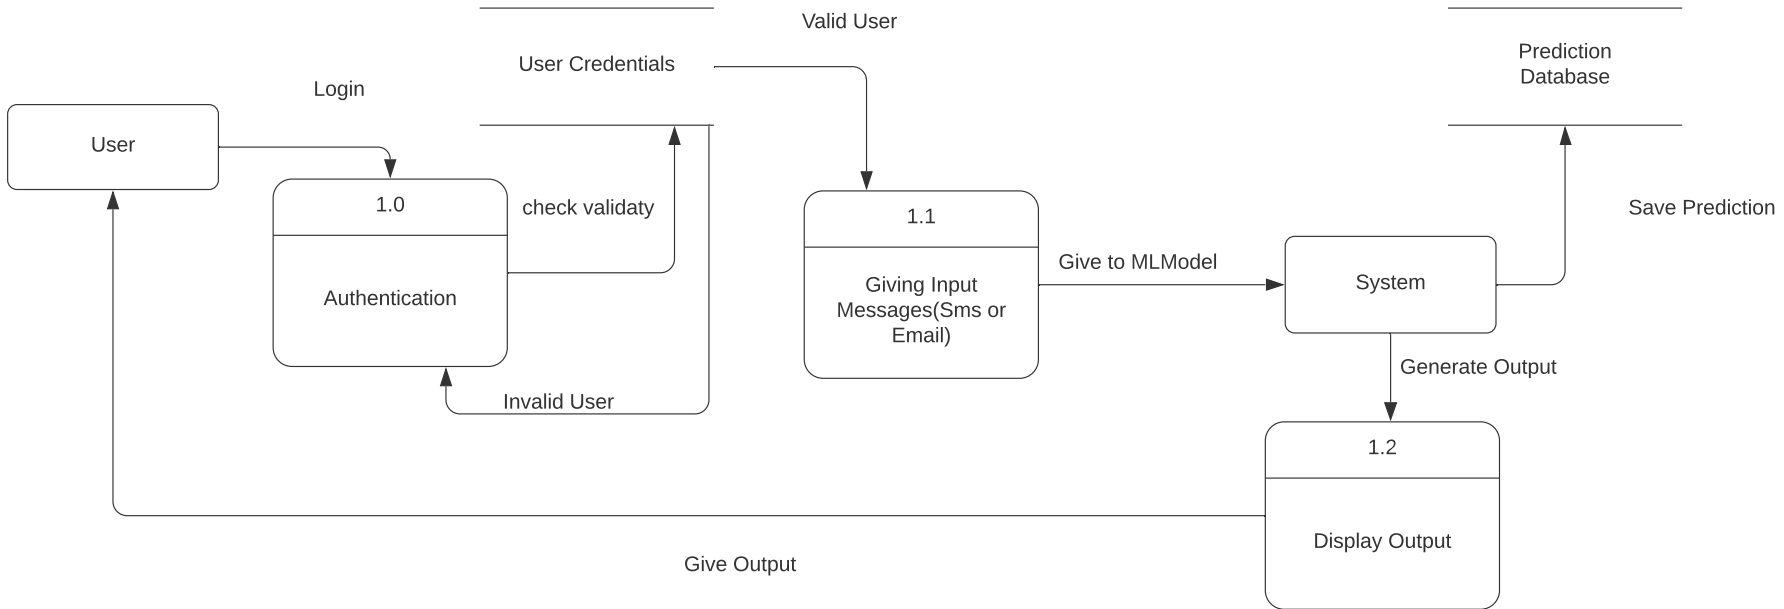 Valid User
User Credentials
Prediction
Database
Login
User
1.0
check validaty
Save Prediction
1.1
Give to MLModel
System
Authentication
Giving Input
Messages(Sms or
Email)
Generate Output
Invalid User
1.2
Display Output
Give Output